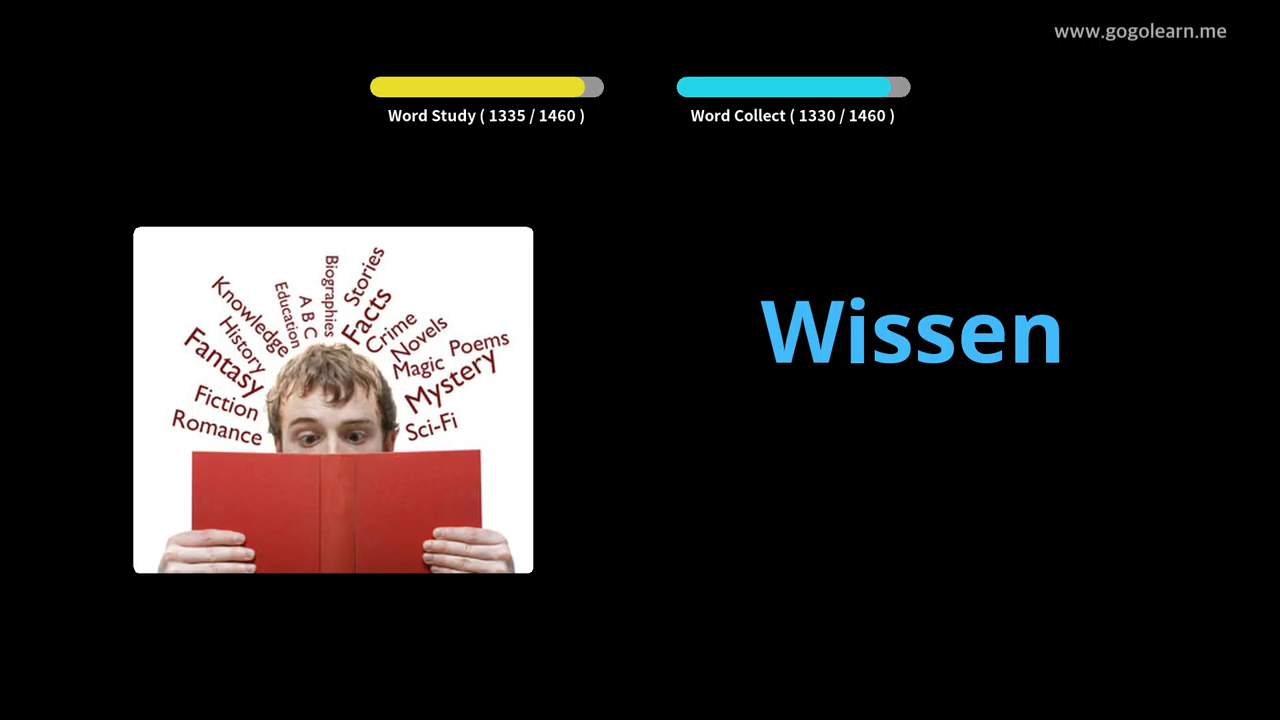 www.gogolearn.me
Word Study ( 1335 / 1460 )
Word Collect ( 1330 / 1460 )
Wissen
Biographies
Stories
Education
A B C
Facts
Knowledge
Crime
History
Novels
Fantasy
Magic
Poems
Mystery
Fiction
Romance
Sci-Fi